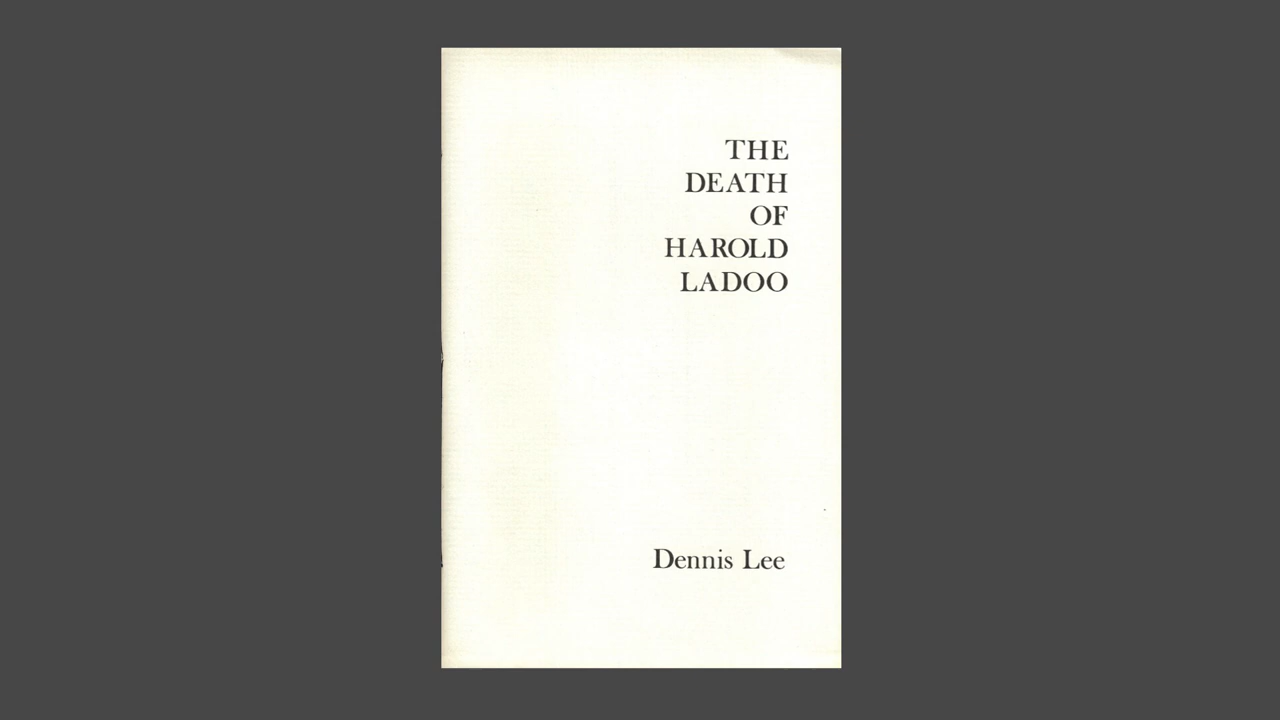 THE
DEATH
OF
HAROLD
LADOO
Dennis Lee